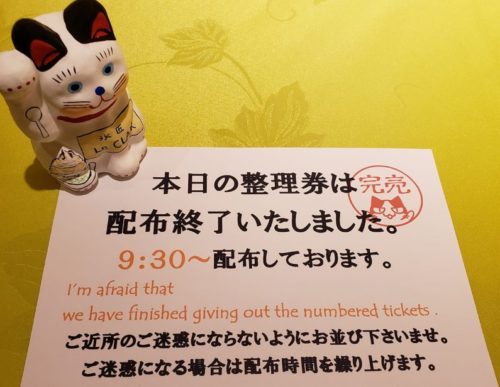 本日の整理券は
完売
配布終了いたしました。
9:30～配布しております。
I'm afraid that
we have finished giving out the numbered tickets .
ご近所のご迷惑にならないようにお並び下さいませ。
ご迷惑になる場合は配布時間を繰り上げます。